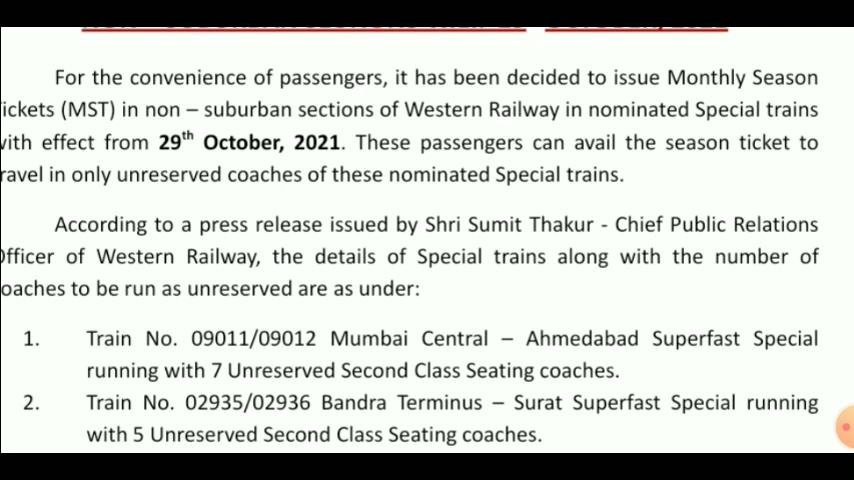 For the convenience of passengers, it has been decided to issue Monthly Season
ickets (MST) in non – suburban sections of Western Railway in nominated Special trains
with effect from 29th October, 2021. These passengers can avail the season ticket to
ravel in only unreserved coaches of these nominated Special trains.
According to a press release issued by Shri Sumit Thakur - Chief Public Relations
Officer of Western Railway, the details of Special trains along with the number of
oaches to be run as unreserved are as under:
1. Train No. 09011/09012 Mumbai Central – Ahmedabad Superfast Special
running with 7 Unreserved Second Class Seating coaches.
2. Train No. 02935/02936 Bandra Terminus – Surat Superfast Special running
with 5 Unreserved Second Class Seating coaches.